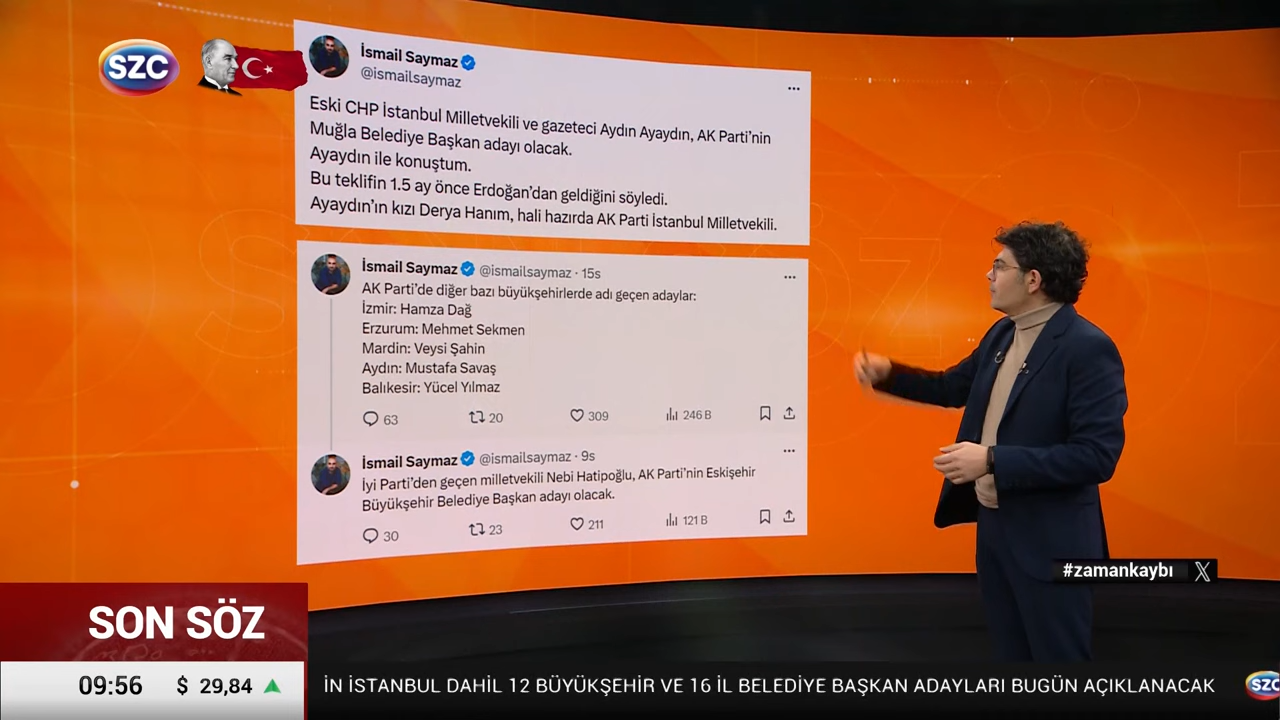 SZC
İsmail Saymaz
@ismailsaymaz
Eski CHP İstanbul Milletvekili ve gazeteci Aydın Ayaydın, AK Parti'nin
Muğla Belediye Başkan adayı olacak.
Ayaydın ile konuştum.
Bu teklifin 1.5 ay önce Erdoğan'dan geldiğini söyledi.
Ayaydın'ın kızı Derya Hanım, hali hazırda AK Parti İstanbul Milletvekili.
İsmail Saymaz @ismailsaymaz · 15s
AK Parti'de diğer bazı büyükşehirlerde adı geçen adaylar:
İzmir: Hamza Dağ
Erzurum: Mehmet Sekmen
Mardin: Veysi Şahin
Aydın: Mustafa Savaş
Balıkesir: Yücel Yılmaz
63 20 309 246 B
İsmail Saymaz @ismailsaymaz · 9s
İyi Parti'den geçen milletvekili Nebi Hatipoğlu, AK Parti'nin Eskişehir
Büyükşehir Belediye Başkan adayı olacak.
30 23 211 121 B
#zamankaybı X
SON SÖZ
09:56 $ 29,84
İN İSTANBUL DAHİL 12 BÜYÜKŞEHİR VE 16 İL BELEDİYE BAŞKAN ADAYLARI BUGÜN AÇIKLANACAK
SZC